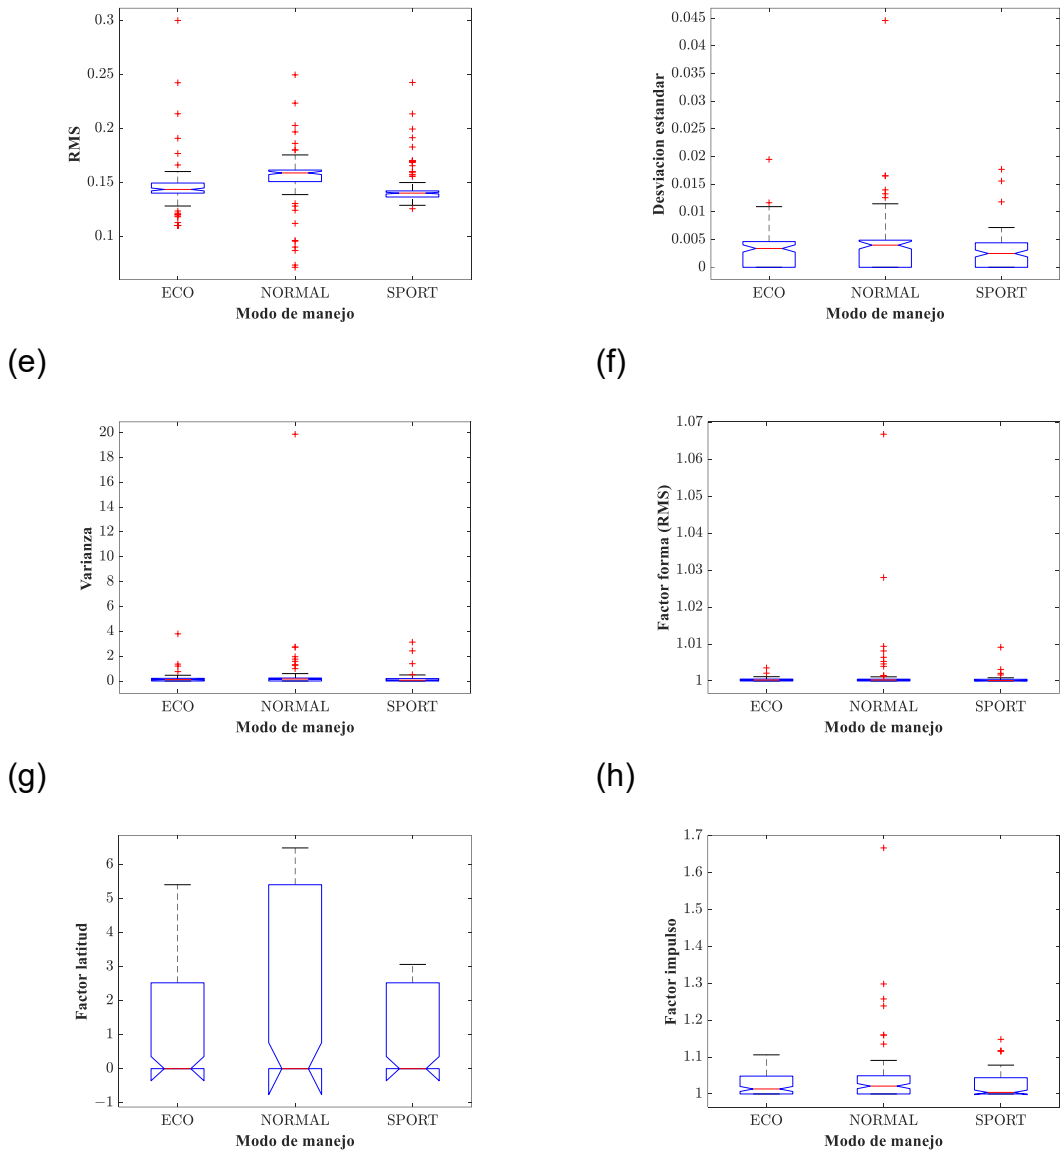 0.3
0.25
0.2
0.15
0.1
RMS
ECO NORMAL SPORT
Modo de manejo
0.045
0.04
0.035
0.03
0.025
0.02
0.015
0.01
0.005
0
Desviacion estandar
ECO NORMAL SPORT
Modo de manejo
(e)
(f)
20
18
16
14
12
10
8
6
4
2
0
Varianza
ECO NORMAL SPORT
Modo de manejo
1.07
1.06
1.05
1.04
1.03
1.02
1.01
1
Factor forma (RMS)
ECO NORMAL SPORT
Modo de manejo
(g)
(h)
6
5
4
3
2
1
0
−1
Factor latitud
ECO NORMAL SPORT
Modo de manejo
1.7
1.6
1.5
1.4
1.3
1.2
1.1
1
Factor impulso
ECO NORMAL SPORT
Modo de manejo